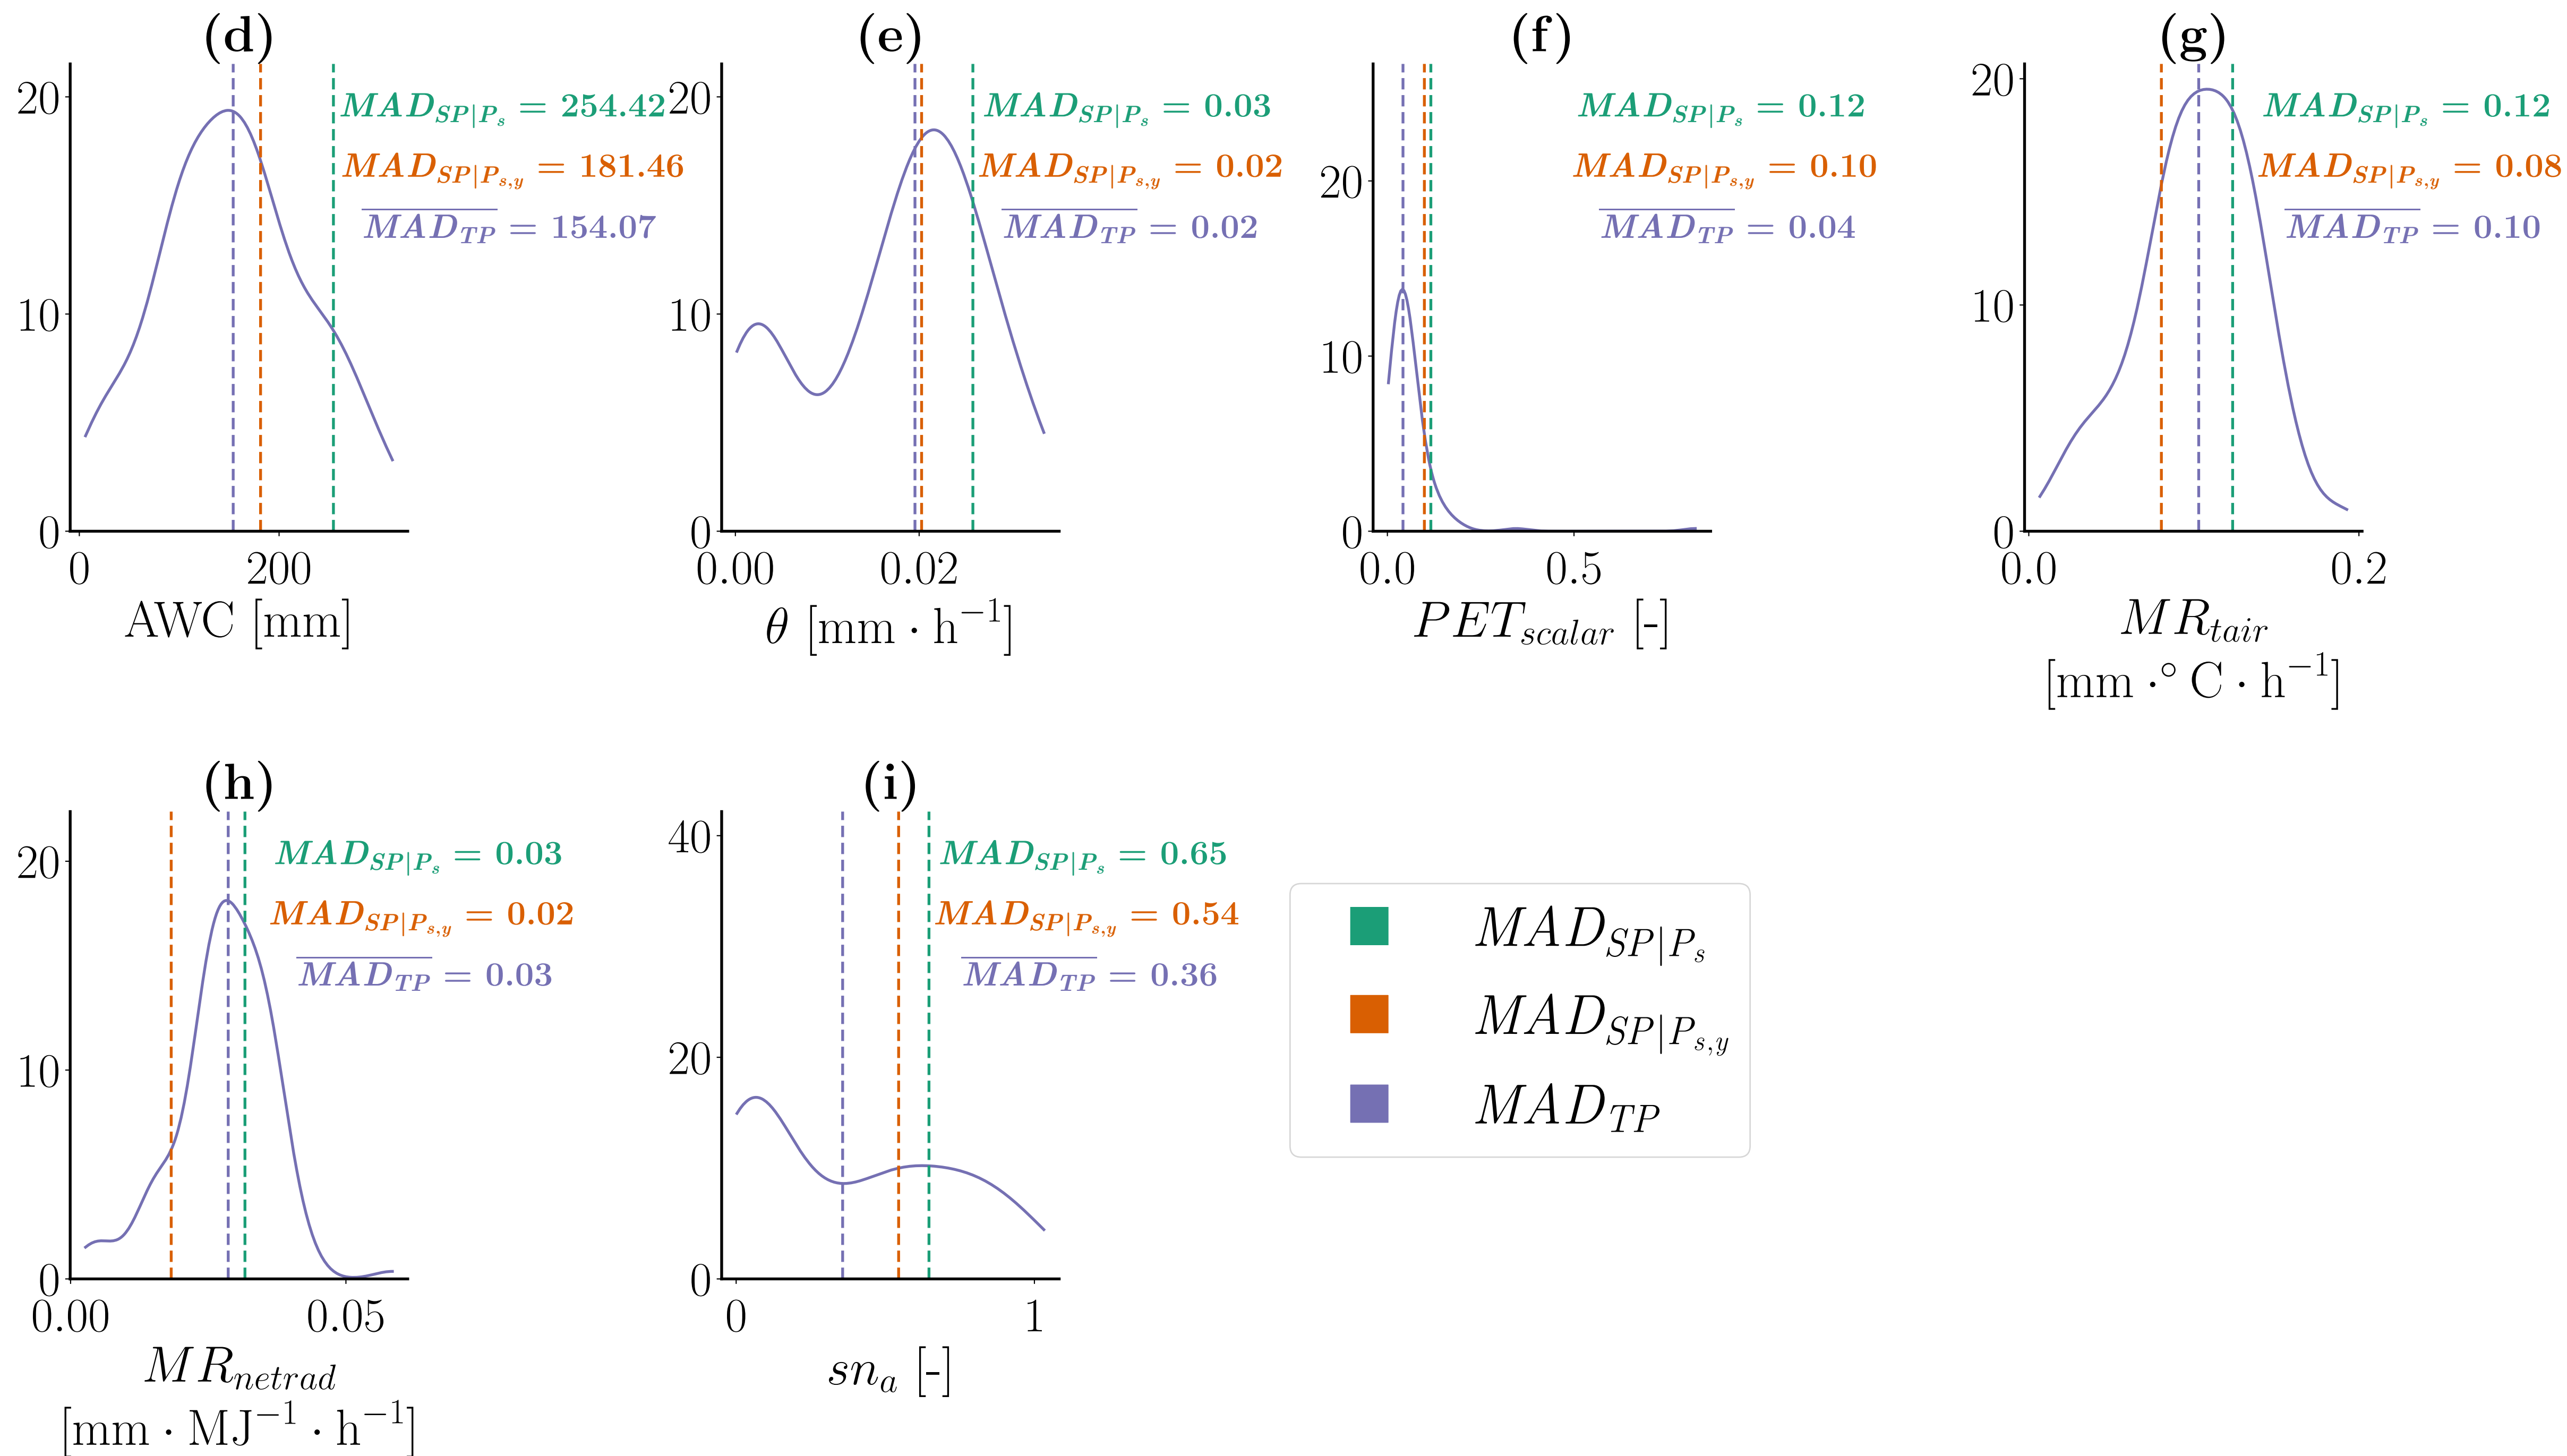 (d)
20
10
0
0 200
AWC [mm]
MAD_{SP|P_s} = 254.42
MAD_{SP|P_{s,y}} = 181.46
\overline{MAD_{TP}} = 154.07
(e)
20
10
0
0.00 0.02
θ [mm · h⁻¹]
MAD_{SP|P_s} = 0.03
MAD_{SP|P_{s,y}} = 0.02
\overline{MAD_{TP}} = 0.02
(f)
20
10
0
0.0 0.5
PET_{scalar} [-]
MAD_{SP|P_s} = 0.12
MAD_{SP|P_{s,y}} = 0.10
\overline{MAD_{TP}} = 0.04
(g)
20
10
0
0.0 0.2
MR_{tair}
[mm ·° C · h⁻¹]
MAD_{SP|P_s} = 0.12
MAD_{SP|P_{s,y}} = 0.08
\overline{MAD_{TP}} = 0.10
(h)
20
10
0
0.00 0.05
MR_{netrad}
[mm · MJ⁻¹ · h⁻¹]
MAD_{SP|P_s} = 0.03
MAD_{SP|P_{s,y}} = 0.02
\overline{MAD_{TP}} = 0.03
(i)
40
20
0
0 1
sn_a [-]
MAD_{SP|P_s} = 0.65
MAD_{SP|P_{s,y}} = 0.54
\overline{MAD_{TP}} = 0.36
MAD_{SP|P_s}
MAD_{SP|P_{s,y}}
MAD_{TP}